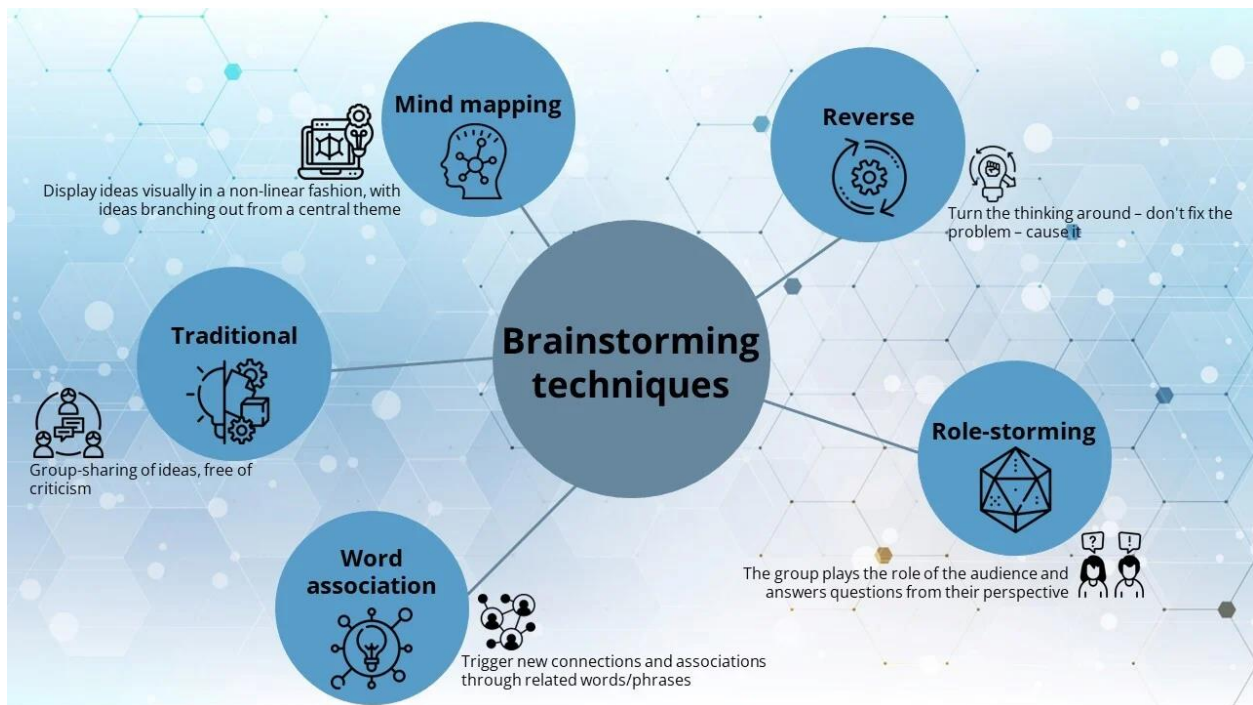 Mind mapping
Display ideas visually in a non-linear fashion, with
ideas branching out from a central theme
Reverse
Turn the thinking around – don't fix the
problem – cause it
Traditional
Group-sharing of ideas, free of
criticism
Brainstorming
techniques
Role-storming
The group plays the role of the audience and
answers questions from their perspective
? !
Word
association
Trigger new connections and associations
through related words/phrases